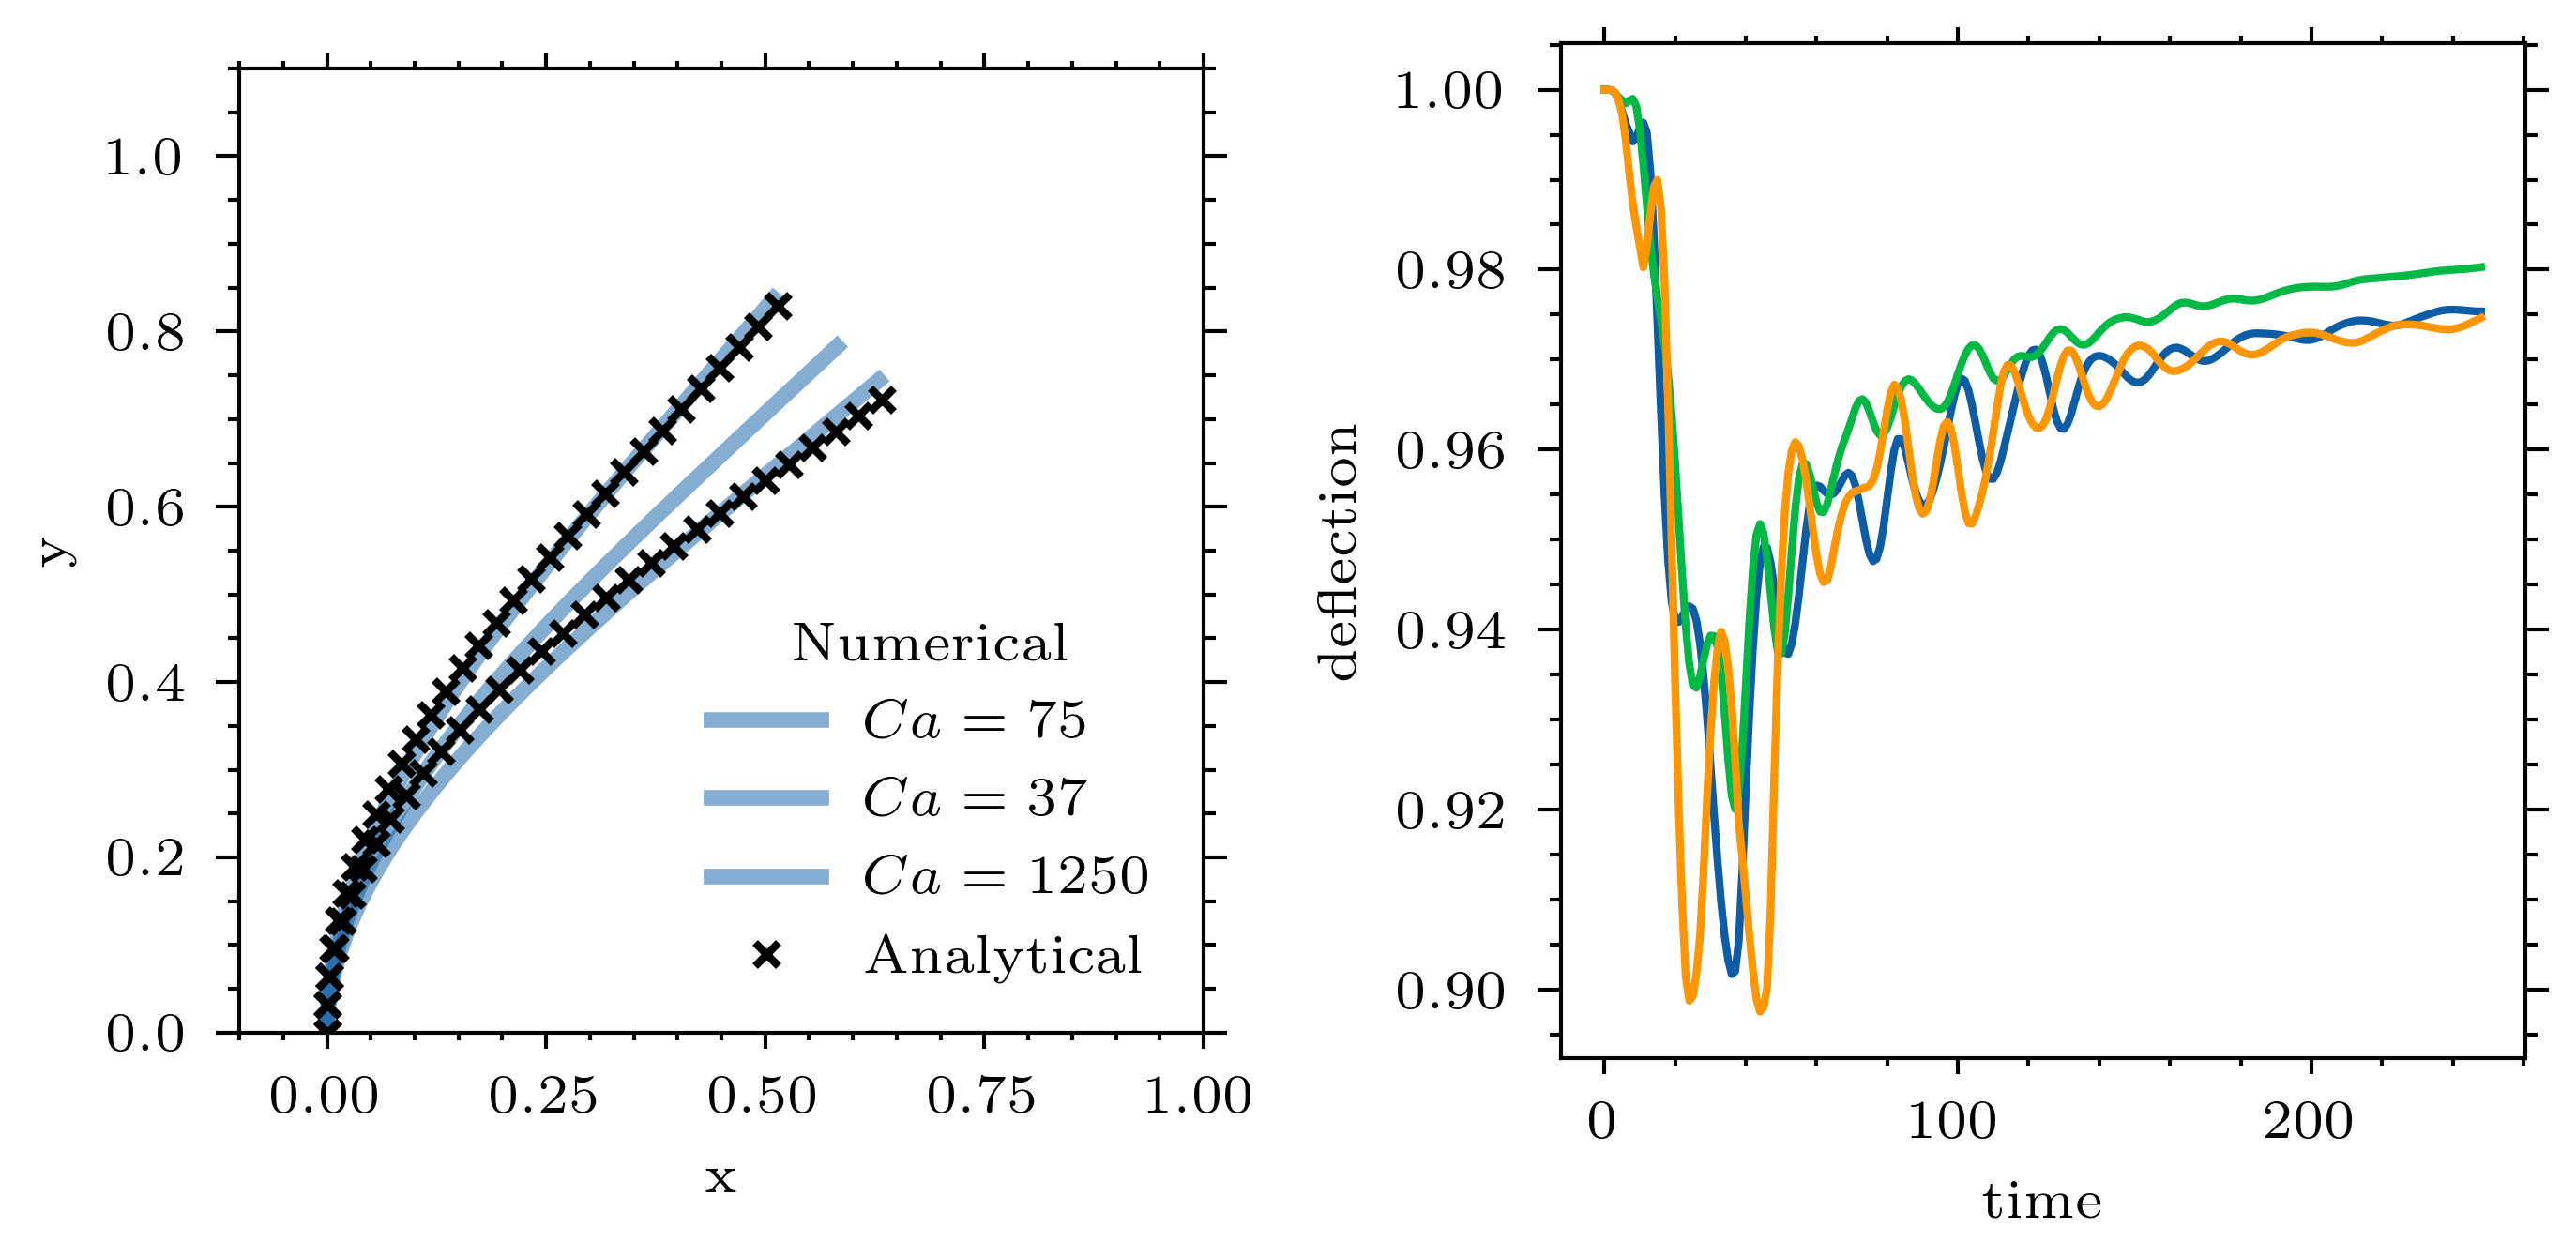 1.0
0.8
0.6
0.4
0.2
0.0
y
0.00 0.25 0.50 0.75 1.00
x
Numerical
Ca = 75
Ca = 37
Ca = 1250
Analytical
1.00
0.98
0.96
0.94
0.92
0.90
deflection
0 100 200
time